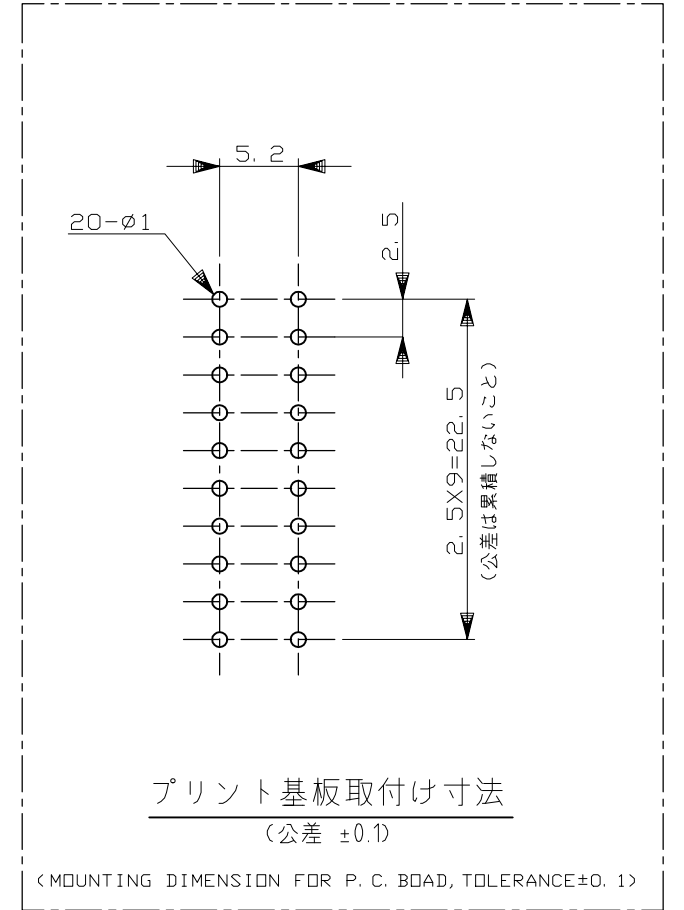 5.2
20-ø1
2.5
2.5X9=22.5
(公差は累積しないこと)
プリント基板取付け寸法
(公差 ±0.1)
(MOUNTING DIMENSION FOR P.C.BOAD,TOLERANCE±0.1)